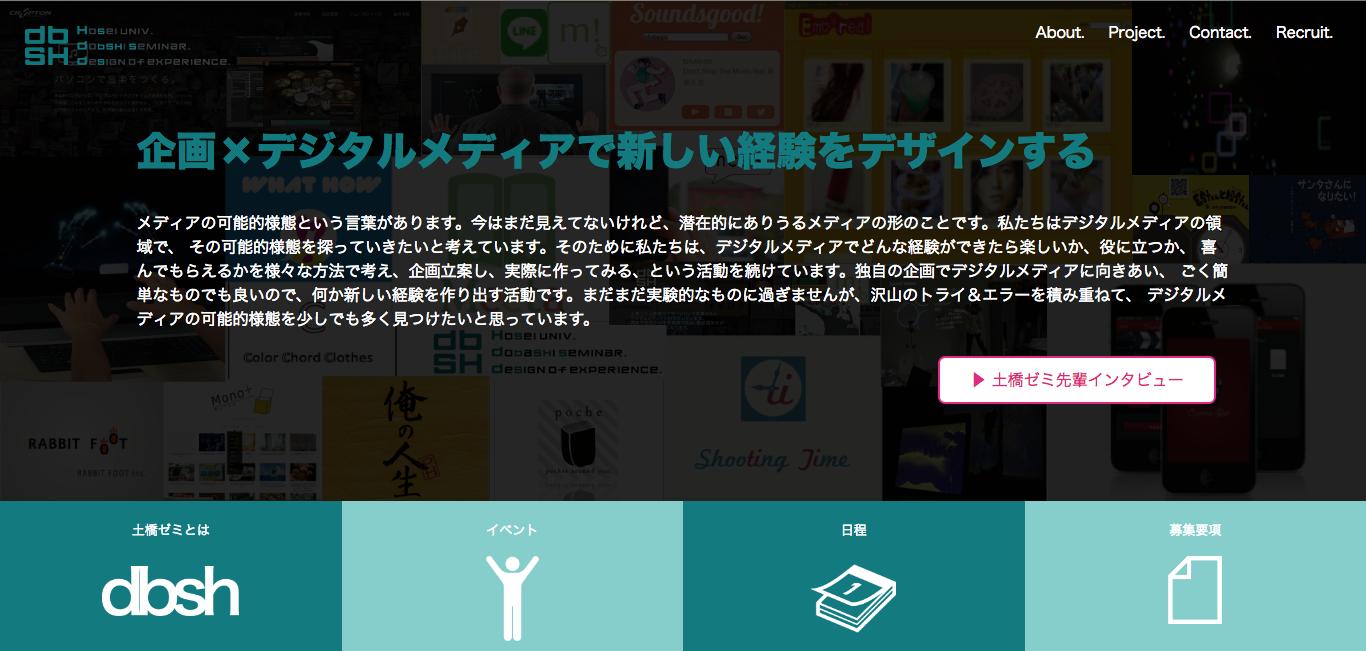 HOSEI UNIV.
DOBASHI SEMINAR.
DESIGN OF EXPERIENCE.
dbSH
About. Project. Contact. Recruit.
パソコンで音楽をつくる。
LINE
m!
Soundsgood!
企画×デジタルメディアで新しい経験をデザインする
WHAT HOW
サンタさんに
なりたい!
メディアの可能的様態という言葉があります。今はまだ見えてないけれど、潜在的にありうるメディアの形のことです。私たちはデジタルメディアの領
域で、 その可能的様態を探っていきたいと考えています。そのために私たちは、デジタルメディアでどんな経験ができたら楽しいか、役に立つか、 喜
んでもらえるかを様々な方法で考え、企画立案し、実際に作ってみる、という活動を続けています。独自の企画でデジタルメディアに向きあい、 ごく簡
単なものでも良いので、何か新しい経験を作り出す活動です。まだまだ実験的なものに過ぎませんが、沢山のトライ＆エラーを積み重ねて、 デジタルメ
ディアの可能的様態を少しでも多く見つけたいと思っています。
Color Chord Clothes
dbSH
HOSEI UNIV.
DOBASHI SEMINAR.
DESIGN OF EXPERIENCE.
▶ 土橋ゼミ先輩インタビュー
RABBIT FOOT
RABBIT FOOT Inc.
Mono+
俺の人生
poche
Shooting Time
土橋ゼミとは
dbsh
イベント
日程
1
募集要項